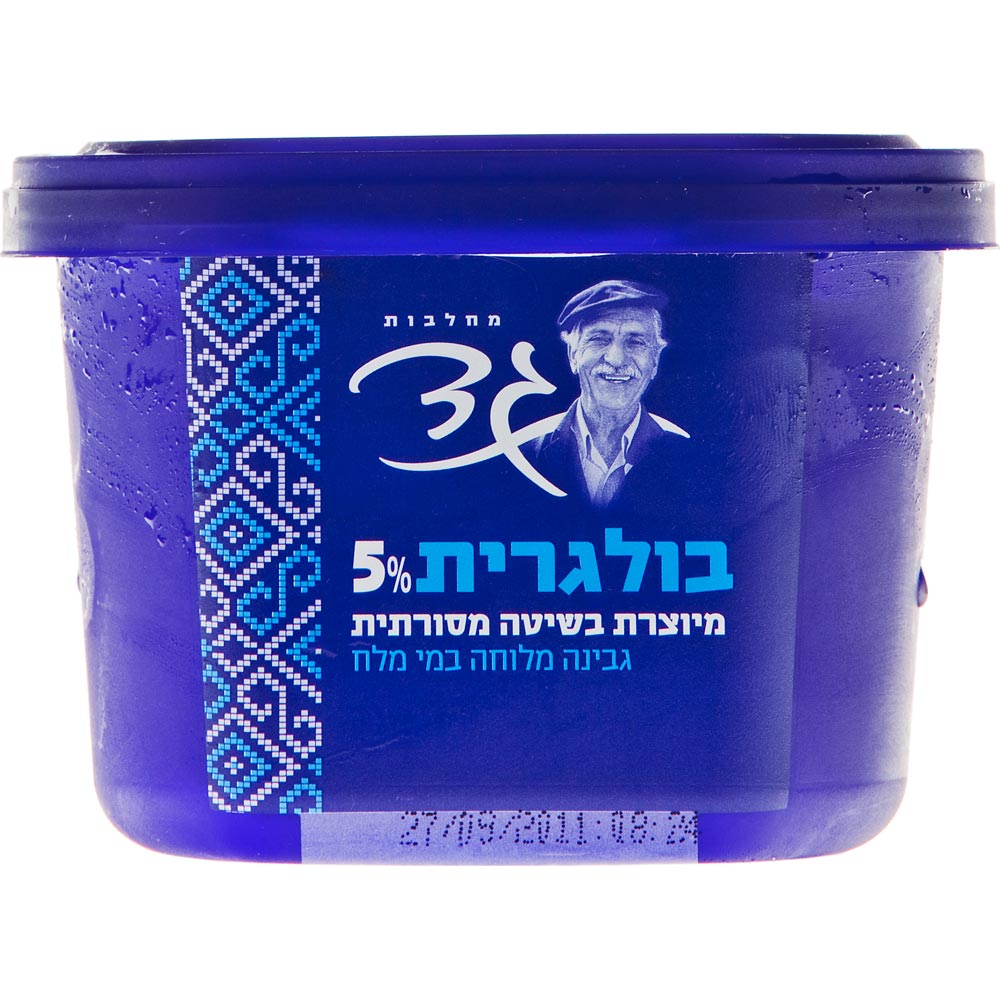 מחלבות
גד
בולגרית 5%
מיוצרת בשיטה מסורתית
גבינה מלוחה במי מלח
27/09/2011 08:24